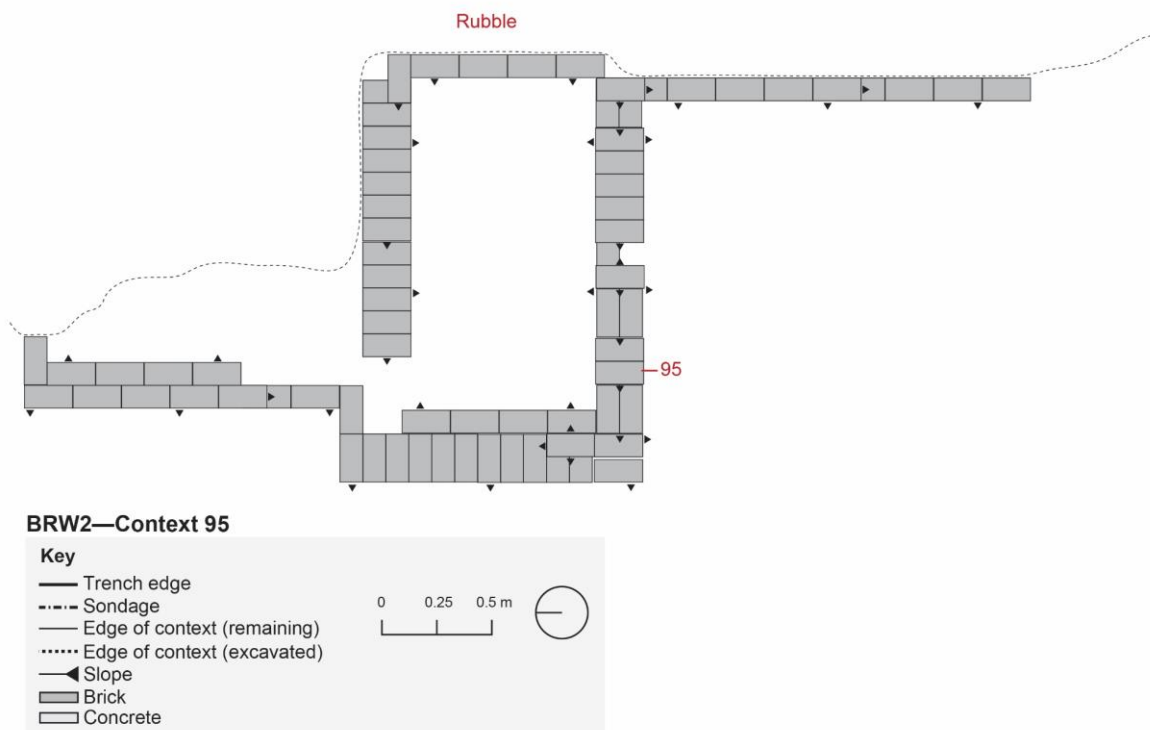 Rubble
95
BRW2—Context 95
Key
Trench edge
Sondage
Edge of context (remaining)
Edge of context (excavated)
Slope
Brick
Concrete
0 0.25 0.5 m